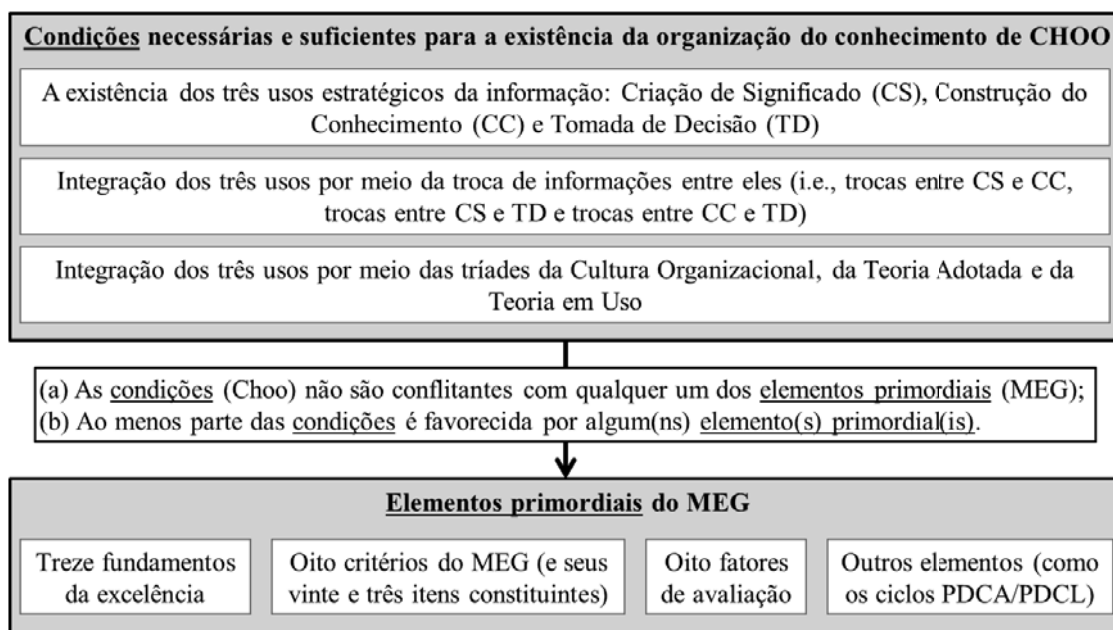 Condições necessárias e suficientes para a existência da organização do conhecimento de CHOO
A existência dos três usos estratégicos da informação: Criação de Significado (CS), Construção do
Conhecimento (CC) e Tomada de Decisão (TD)
Integração dos três usos por meio da troca de informações entre eles (i.e., trocas entre CS e CC,
trocas entre CS e TD e trocas entre CC e TD)
Integração dos três usos por meio das tríades da Cultura Organizacional, da Teoria Adotada e da
Teoria em Uso
(a) As condições (Choo) não são conflitantes com qualquer um dos elementos primordiais (MEG);
(b) Ao menos parte das condições é favorecida por algum(ns) elemento(s) primordial(is).
Elementos primordiais do MEG
Treze fundamentos
da excelência
Oito critérios do MEG (e seus
vinte e três itens constituintes)
Oito fatores
de avaliação
Outros elementos (como
os ciclos PDCA/PDCL)